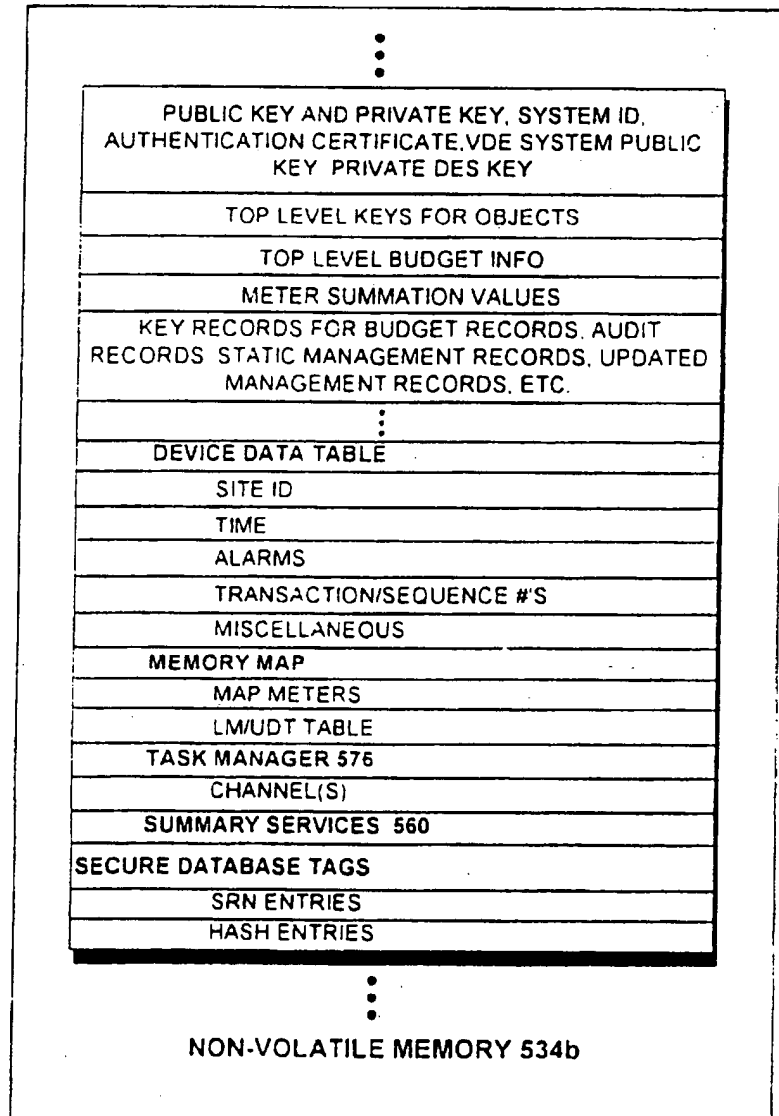 PUBLIC KEY AND PRIVATE KEY, SYSTEM ID,
AUTHENTICATION CERTIFICATE,VDE SYSTEM PUBLIC
KEY PRIVATE DES KEY
TOP LEVEL KEYS FOR OBJECTS
TOP LEVEL BUDGET INFO
METER SUMMATION VALUES
KEY RECORDS FOR BUDGET RECORDS, AUDIT
RECORDS STATIC MANAGEMENT RECORDS, UPDATED
MANAGEMENT RECORDS, ETC.
DEVICE DATA TABLE
SITE ID
TIME
ALARMS
TRANSACTION/SEQUENCE #'S
MISCELLANEOUS
MEMORY MAP
MAP METERS
LM/UDT TABLE
TASK MANAGER 576
CHANNEL(S)
SUMMARY SERVICES 560
SECURE DATABASE TAGS
SRN ENTRIES
HASH ENTRIES
NON-VOLATILE MEMORY 534b